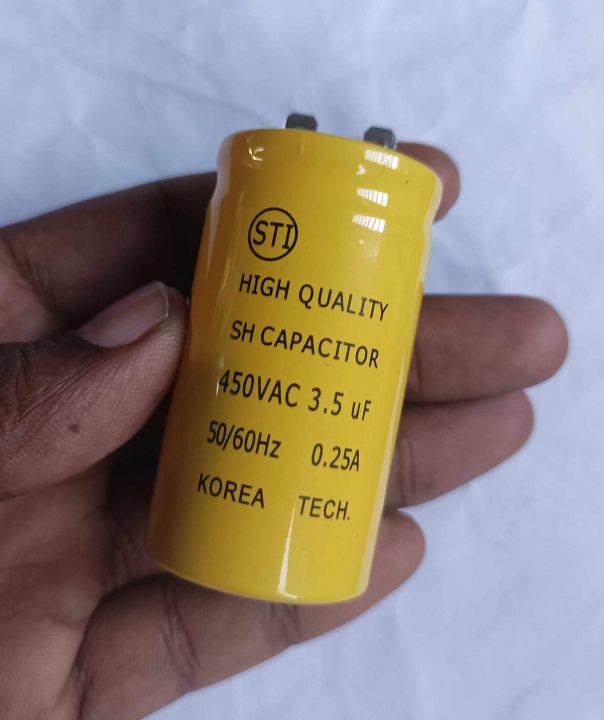 STI
HIGH QUALITY
SH CAPACITOR
450VAC 3.5 uF
50/60Hz 0.25A
KOREA TECH.